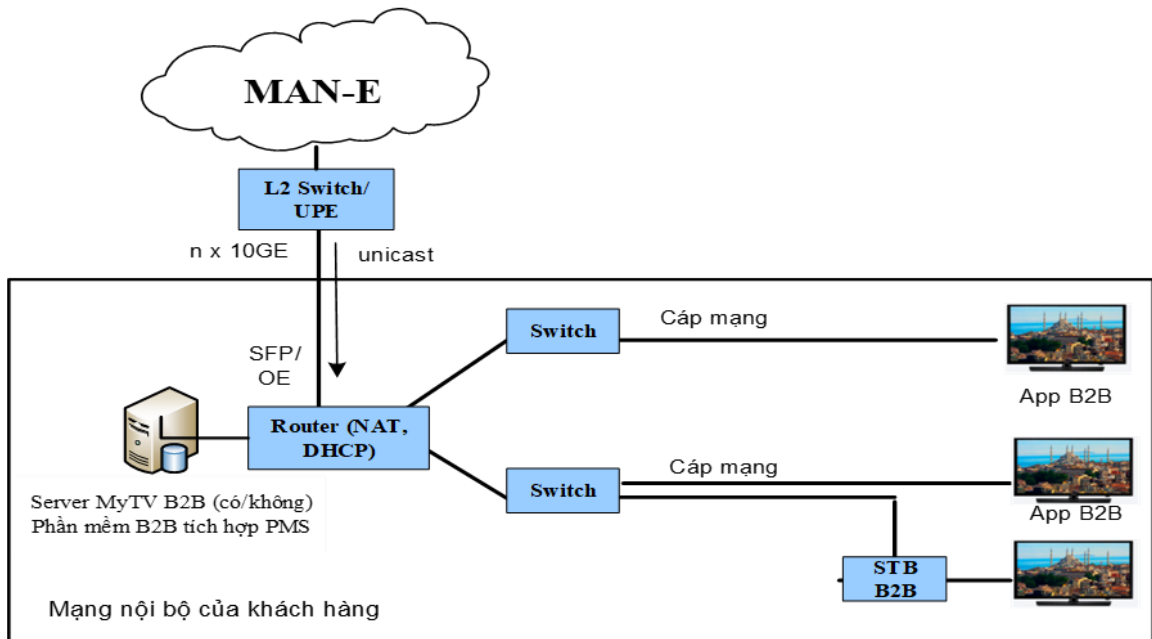 MAN-E
L2 Switch/
UPE
n x 10GE
unicast
Switch
Cáp mạng
SFP/
OE
App B2B
Router (NAT,
DHCP)
Server MyTV B2B (có/không)
Phần mềm B2B tích hợp PMS
Switch
Cáp mạng
App B2B
STB
B2B
Mạng nội bộ của khách hàng